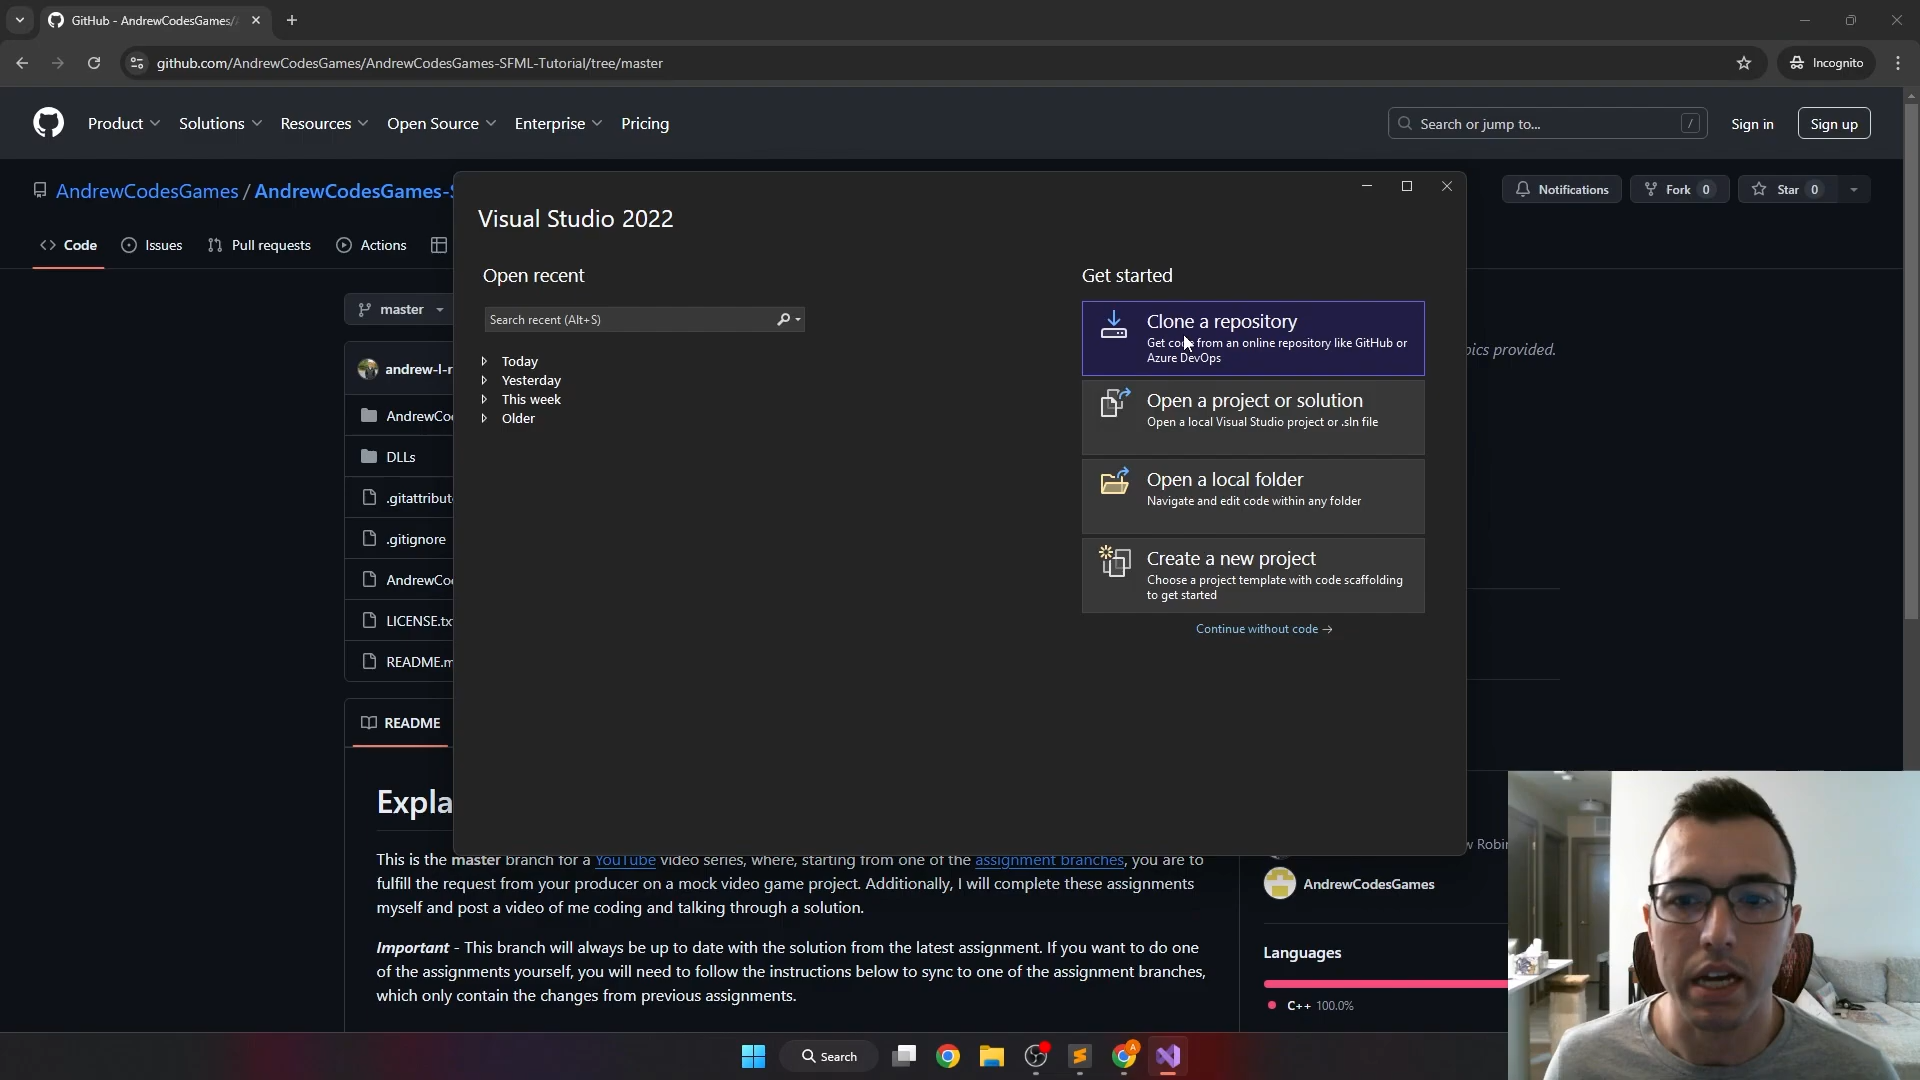 GitHub - AndrewCodesGames/
github.com/AndrewCodesGames/AndrewCodesGames-SFML-Tutorial/tree/master
Incognito
Product
Solutions
Resources
Open Source
Enterprise
Pricing
Search or jump to...
/
Sign in
Sign up
AndrewCodesGames / AndrewCodesGames-S
Notifications
Fork 0
Star 0
Code
Issues
Pull requests
Actions
master
andrew-l-r
AndrewCo
DLLs
.gitattribut
.gitignore
AndrewCo
LICENSE.tx
README.m
README
Visual Studio 2022
Open recent
Search recent (Alt+S)
Today
Yesterday
This week
Older
Get started
Clone a repository
Get code from an online repository like GitHub or
Azure DevOps
Open a project or solution
Open a local Visual Studio project or .sln file
Open a local folder
Navigate and edit code within any folder
Create a new project
Choose a project template with code scaffolding
to get started
Continue without code →
pics provided.
Expla
This is the master branch for a YouTube video series, where, starting from one of the assignment branches, you are to
fulfill the request from your producer on a mock video game project. Additionally, I will complete these assignments
myself and post a video of me coding and talking through a solution.
Important - This branch will always be up to date with the solution from the latest assignment. If you want to do one
of the assignments yourself, you will need to follow the instructions below to sync to one of the assignment branches,
which only contain the changes from previous assignments.
w Robin
AndrewCodesGames
Languages
C++ 100.0%
Search
A